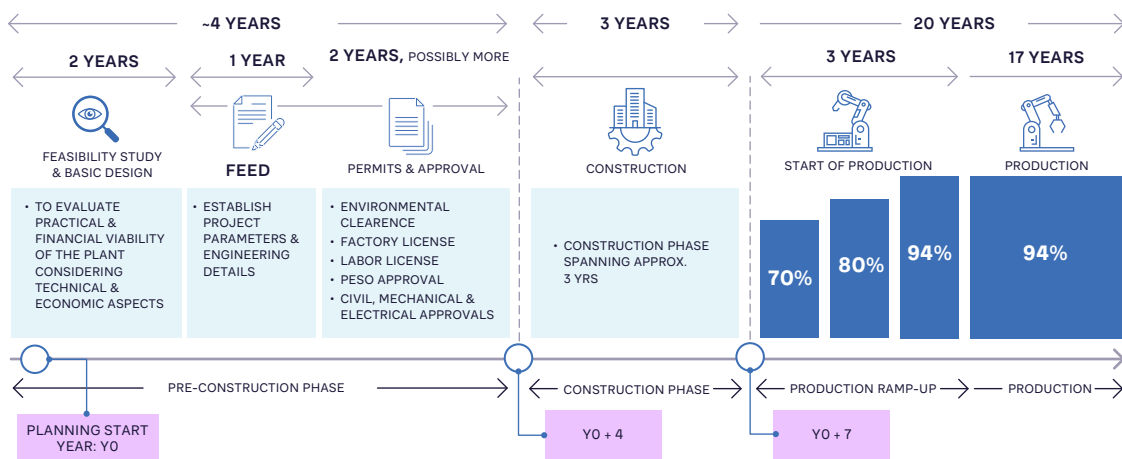 ~4 YEARS
3 YEARS
20 YEARS
2 YEARS
1 YEAR
2 YEARS, POSSIBLY MORE
3 YEARS
17 YEARS
FEASIBILITY STUDY
& BASIC DESIGN
FEED
PERMITS & APPROVAL
CONSTRUCTION
START OF PRODUCTION
PRODUCTION
• TO EVALUATE
PRACTICAL &
FINANCIAL VIABILITY
OF THE PLANT
CONSIDERING
TECHNICAL &
ECONOMIC ASPECTS
• ESTABLISH
PROJECT
PARAMETERS &
ENGINEERING
DETAILS
• ENVIRONMENTAL
CLEARENCE
• FACTORY LICENSE
• LABOR LICENSE
• PESO APPROVAL
• CIVIL, MECHANICAL &
ELECTRICAL APPROVALS
• CONSTRUCTION PHASE
SPANNING APPROX.
3 YRS
70%
80%
94%
94%
PRE-CONSTRUCTION PHASE
CONSTRUCTION PHASE
PRODUCTION RAMP-UP
PRODUCTION
PLANNING START
YEAR: Y0
Y0 + 4
Y0 + 7